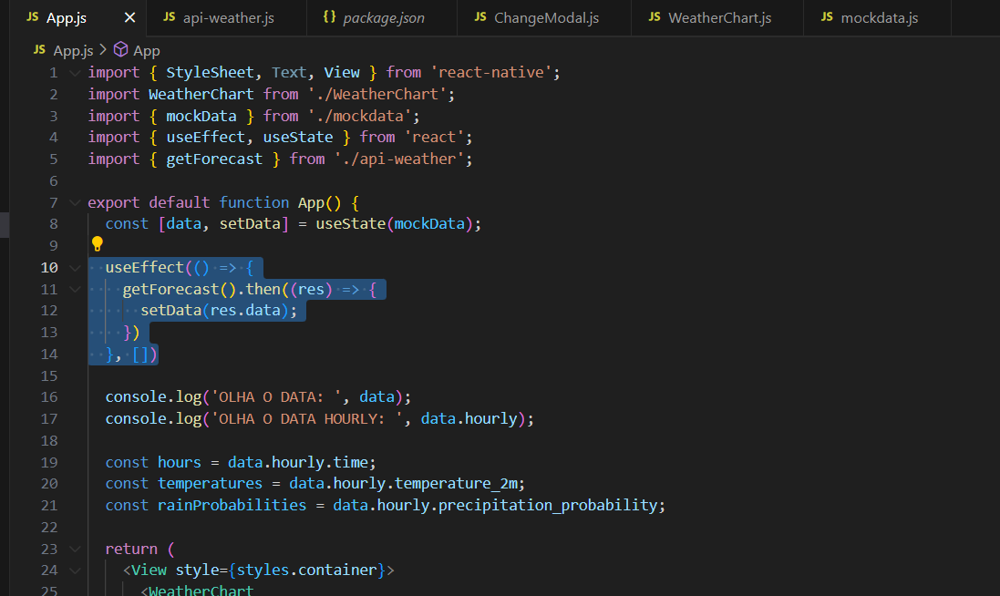 JS App.js × JS api-weather.js {} package.json JS ChangeModal.js JS WeatherChart.js JS mockdata.js
JS App.js > App
1 import { StyleSheet, Text, View } from 'react-native';
2 import WeatherChart from './WeatherChart';
3 import { mockData } from './mockdata';
4 import { useEffect, useState } from 'react';
5 import { getForecast } from './api-weather';
6
7 export default function App() {
8 const [data, setData] = useState(mockData);
9
10 useEffect(() => {
11 getForecast().then((res) => {
12 setData(res.data);
13 })
14 }, [])
15
16 console.log('OLHA O DATA: ', data);
17 console.log('OLHA O DATA HOURLY: ', data.hourly);
18
19 const hours = data.hourly.time;
20 const temperatures = data.hourly.temperature_2m;
21 const rainProbabilities = data.hourly.precipitation_probability;
22
23 return (
24 <View style={styles.container}>
25 <WeatherChart